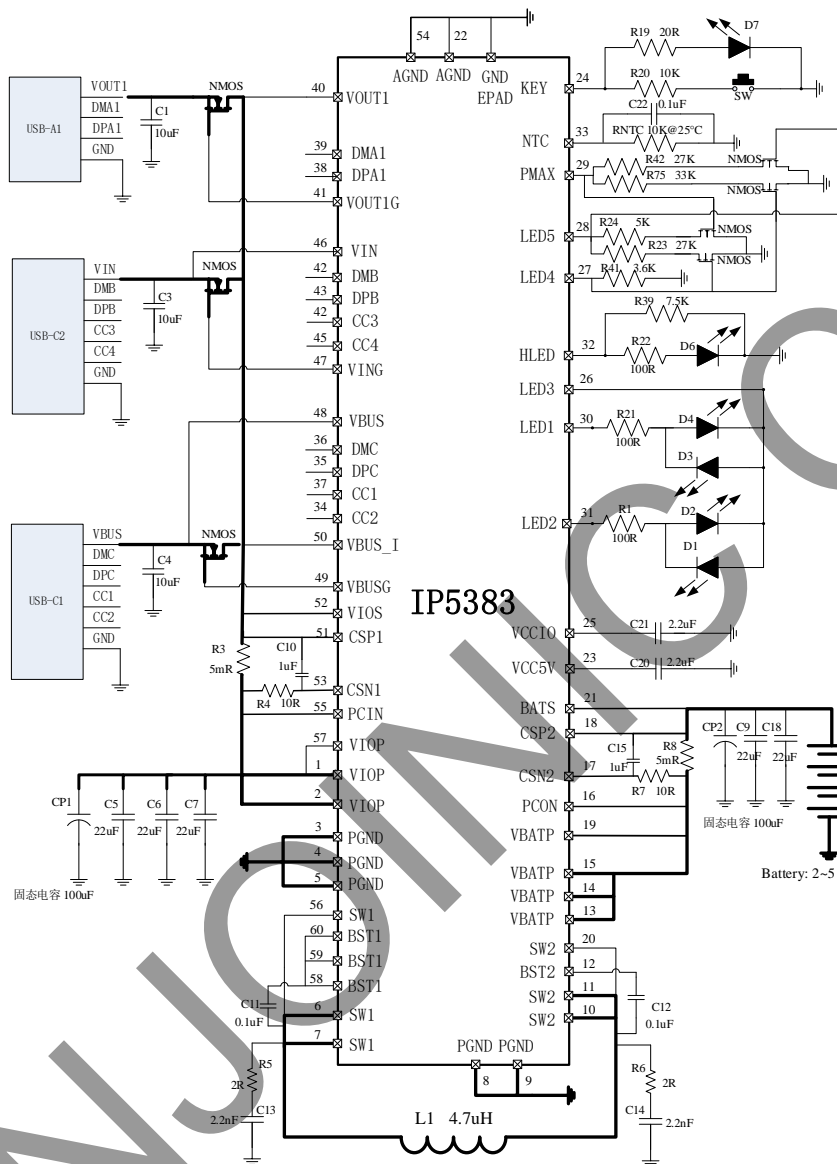 54
22
AGND
AGND
GND
EPAD
USB-A1
VOUT1
DMA1
DPA1
GND
C1
10uF
NMOS
40
VOUT1
39
DMA1
38
DPA1
41
VOUT1G
USB-C2
VIN
DMB
DPB
CC3
CC4
GND
C3
10uF
NMOS
46
VIN
42
DMB
43
DPB
42
CC3
45
CC4
47
VING
48
VBUS
36
DMC
35
DPC
37
CC1
34
CC2
USB-C1
VBUS
DMC
DPC
CC1
CC2
GND
C4
10uF
NMOS
50
VBUS_I
49
VBUSG
52
VIOS
51
CSP1
R3
5mR
C10
1uF
R4
10R
53
CSN1
55
PCIN
57
VIOP
1
VIOP
2
VIOP
CP1
C5
22uF
C6
22uF
C7
22uF
固态电容 100uF
3
PGND
4
PGND
5
PGND
56
SW1
60
BST1
59
BST1
58
BST1
C11
0.1uF
6
SW1
7
SW1
R5
2R
C13
2.2nF
IP5383
KEY
24
R19 20R
D7
R20 10K
SW
C22 0.1uF
NTC
33
RNTC 10K@25°C
PMAX
29
R42 27K
NMOS
R75 33K
NMOS
LED5
28
R24 5K
NMOS
R23 27K
NMOS
LED4
27
R41 3.6K
R39 7.5K
HLED
32
R22
100R
D6
LED3
26
LED1
30
R21
100R
D4
D3
LED2
31
R1
100R
D2
D1
VCCIO
25
C21 2.2uF
VCC5V
23
C20 2.2uF
BATS
21
CSP2
18
C15
1uF
R8
5mR
CSN2
17
R7 10R
PCON
16
VBATP
19
CP2
C9
22uF
C18
22uF
固态电容 100uF
Battery: 2~5
VBATP
15
VBATP
14
VBATP
13
SW2
20
BST2
12
SW2
11
SW2
10
C12
0.1uF
R6
2R
C14
2.2nF
PGND
PGND
8
9
L1 4.7uH
INJOINIC CO